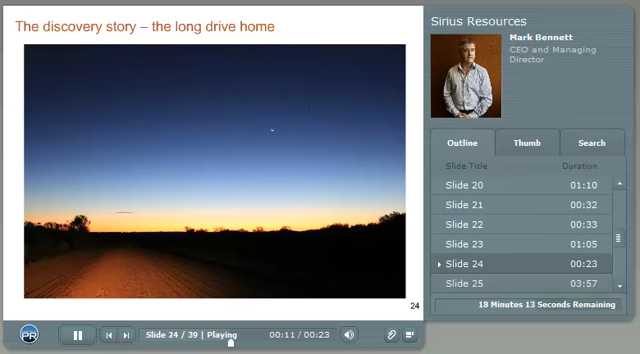 The discovery story – the long drive home
24
PR
Slide 24 / 39 | Playing
00:11 / 00:23
Sirius Resources
Mark Bennett
CEO and Managing
Director
Outline Thumb Search
Slide Title Duration
Slide 20 01:10
Slide 21 00:32
Slide 22 00:33
Slide 23 01:05
Slide 24 00:23
Slide 25 03:57
18 Minutes 13 Seconds Remaining